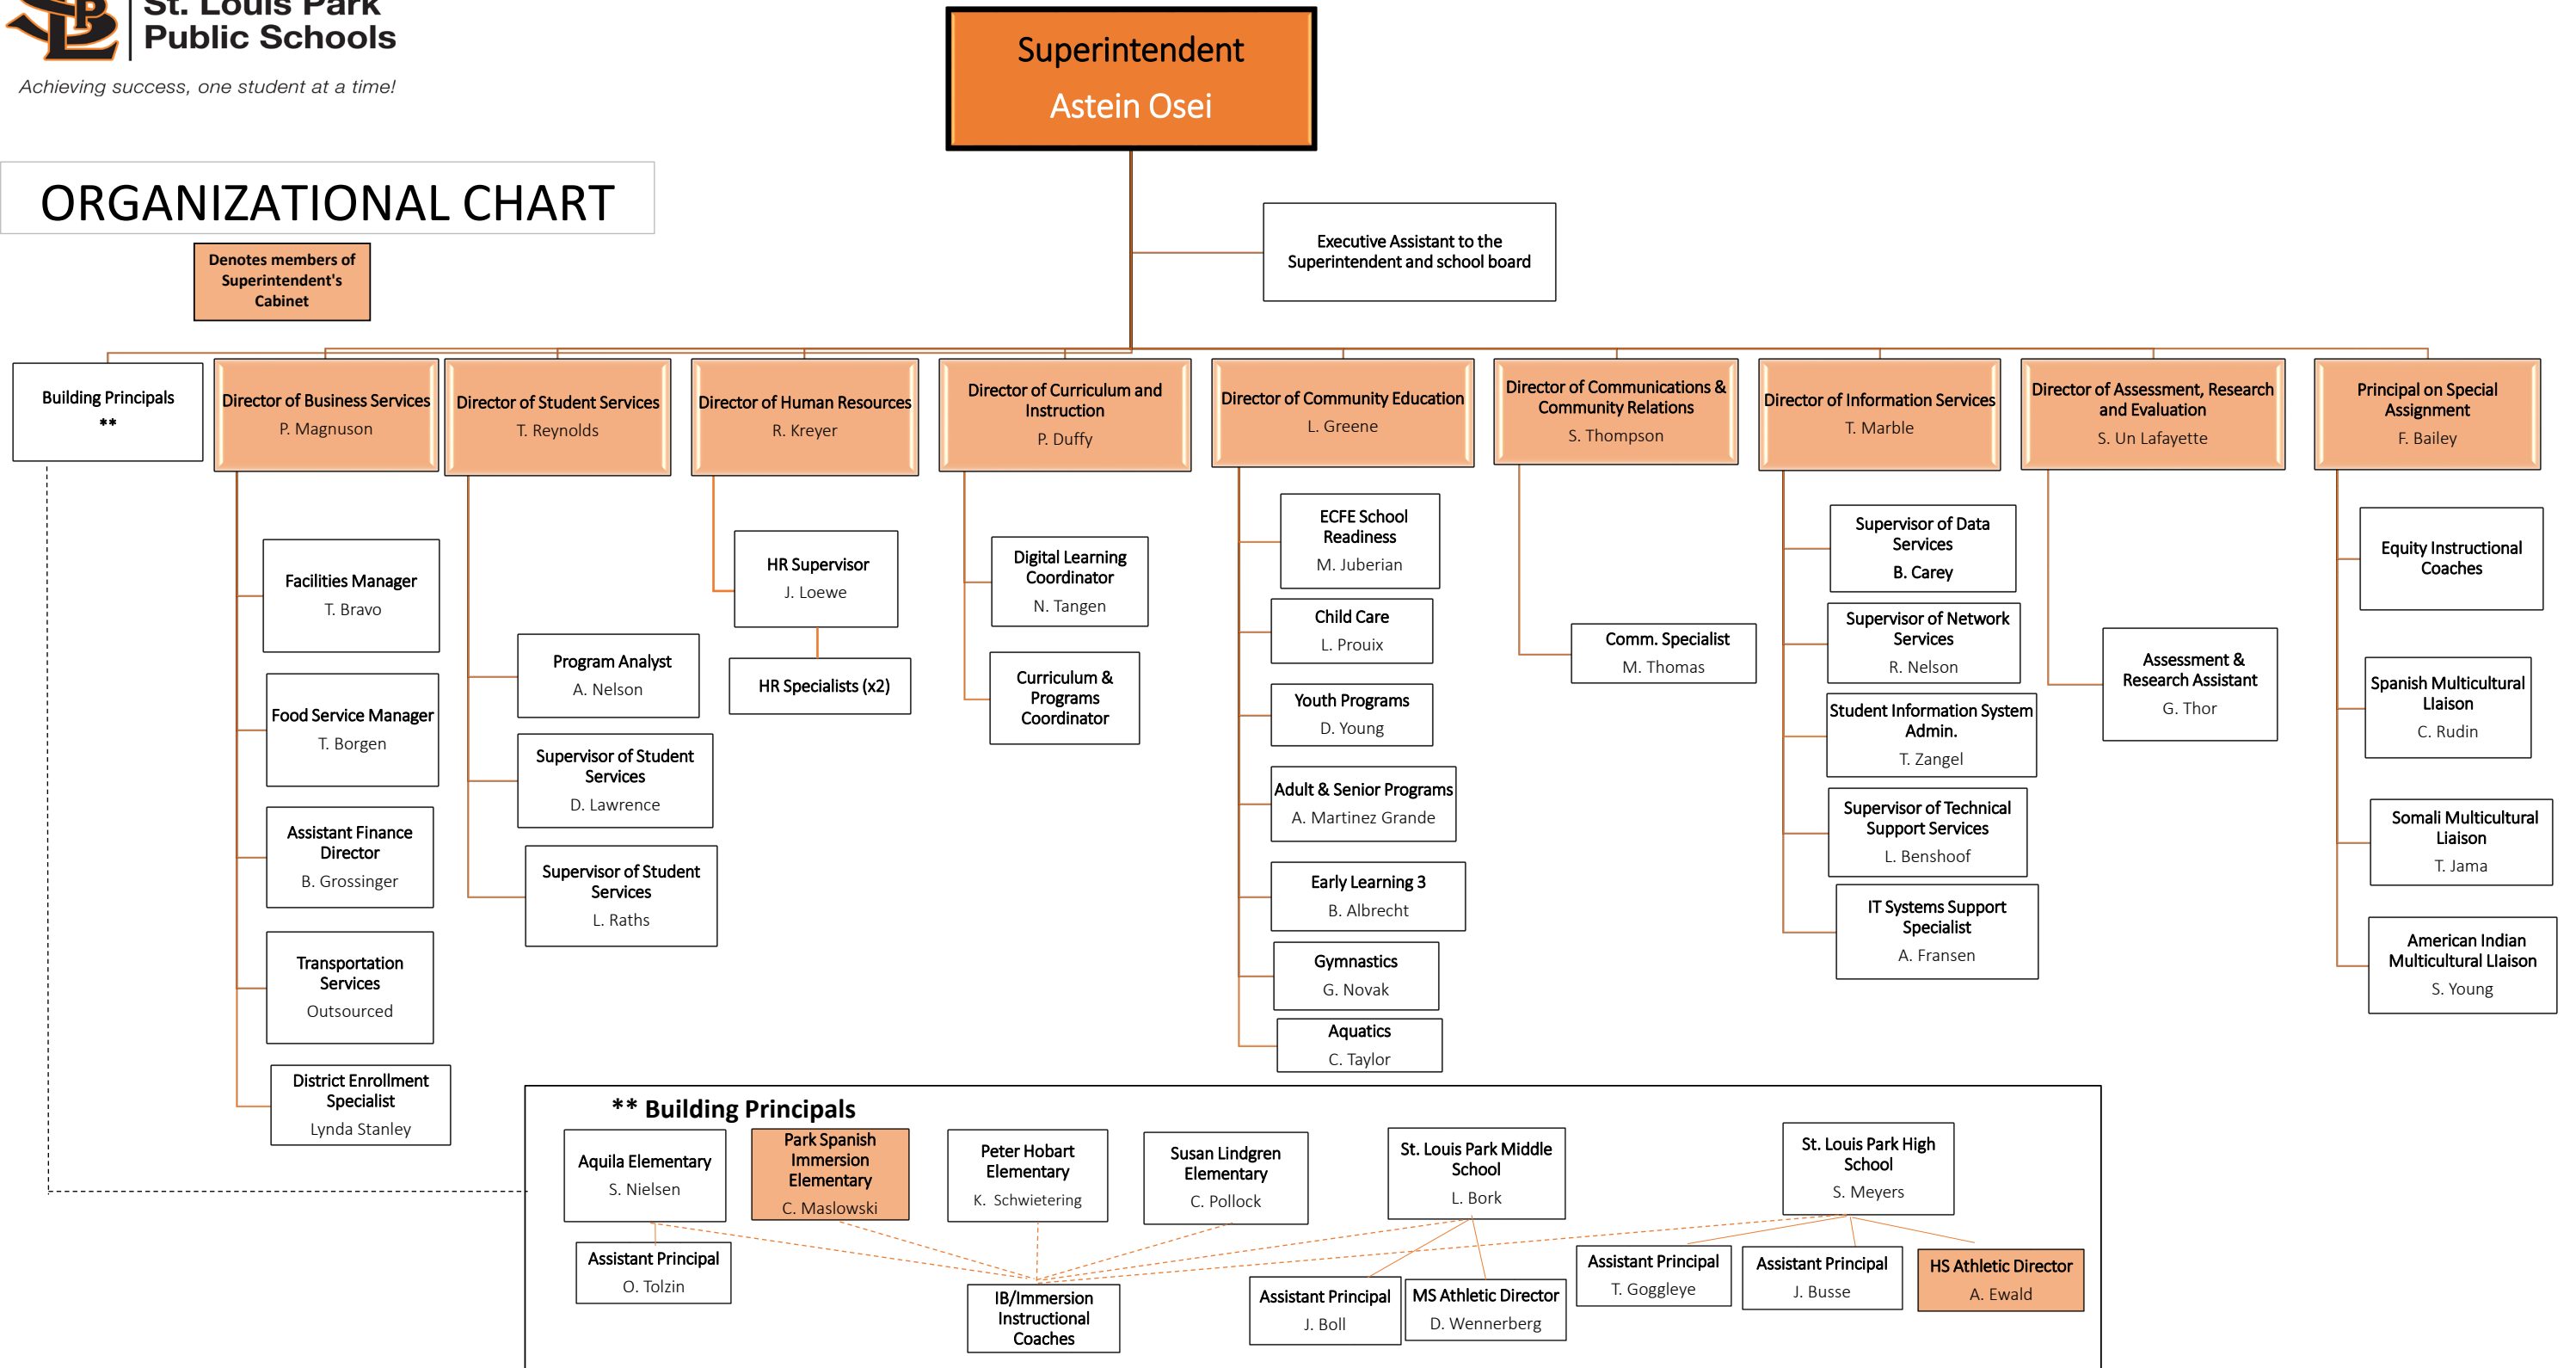 St. Louis Park
Public Schools
Achieving success, one student at a time!
Superintendent
Astein Osei
ORGANIZATIONAL CHART
Denotes members of
Superintendent's
Cabinet
Executive Assistant to the
Superintendent and school board
Building Principals
**
Director of Business Services
P. Magnuson
Director of Student Services
T. Reynolds
Director of Human Resources
R. Kreyer
Director of Curriculum and
Instruction
P. Duffy
Director of Community Education
L. Greene
Director of Communications &
Community Relations
S. Thompson
Director of Information Services
T. Marble
Director of Assessment, Research
and Evaluation
S. Un Lafayette
Principal on Special
Assignment
F. Bailey
Facilities Manager
T. Bravo
Food Service Manager
T. Borgen
Assistant Finance
Director
B. Grossinger
Transportation
Services
Outsourced
District Enrollment
Specialist
Lynda Stanley
Program Analyst
A. Nelson
Supervisor of Student
Services
D. Lawrence
Supervisor of Student
Services
L. Raths
HR Supervisor
J. Loewe
HR Specialists (x2)
Digital Learning
Coordinator
N. Tangen
Curriculum &
Programs
Coordinator
ECFE School
Readiness
M. Juberian
Child Care
L. Prouix
Youth Programs
D. Young
Adult & Senior Programs
A. Martinez Grande
Early Learning 3
B. Albrecht
Gymnastics
G. Novak
Aquatics
C. Taylor
Comm. Specialist
M. Thomas
Supervisor of Data
Services
B. Carey
Supervisor of Network
Services
R. Nelson
Student Information System
Admin.
T. Zangel
Supervisor of Technical
Support Services
L. Benshoof
IT Systems Support
Specialist
A. Fransen
Assessment &
Research Assistant
G. Thor
Equity Instructional
Coaches
Spanish Multicultural
LIaison
C. Rudin
Somali Multicultural
Liaison
T. Jama
American Indian
Multicultural LIaison
S. Young
** Building Principals
Aquila Elementary
S. Nielsen
Park Spanish
Immersion
Elementary
C. Maslowski
Peter Hobart
Elementary
K. Schwietering
Susan Lindgren
Elementary
C. Pollock
St. Louis Park Middle
School
L. Bork
St. Louis Park High
School
S. Meyers
Assistant Principal
O. Tolzin
IB/Immersion
Instructional
Coaches
Assistant Principal
J. Boll
MS Athletic Director
D. Wennerberg
Assistant Principal
T. Goggleye
Assistant Principal
J. Busse
HS Athletic Director
A. Ewald